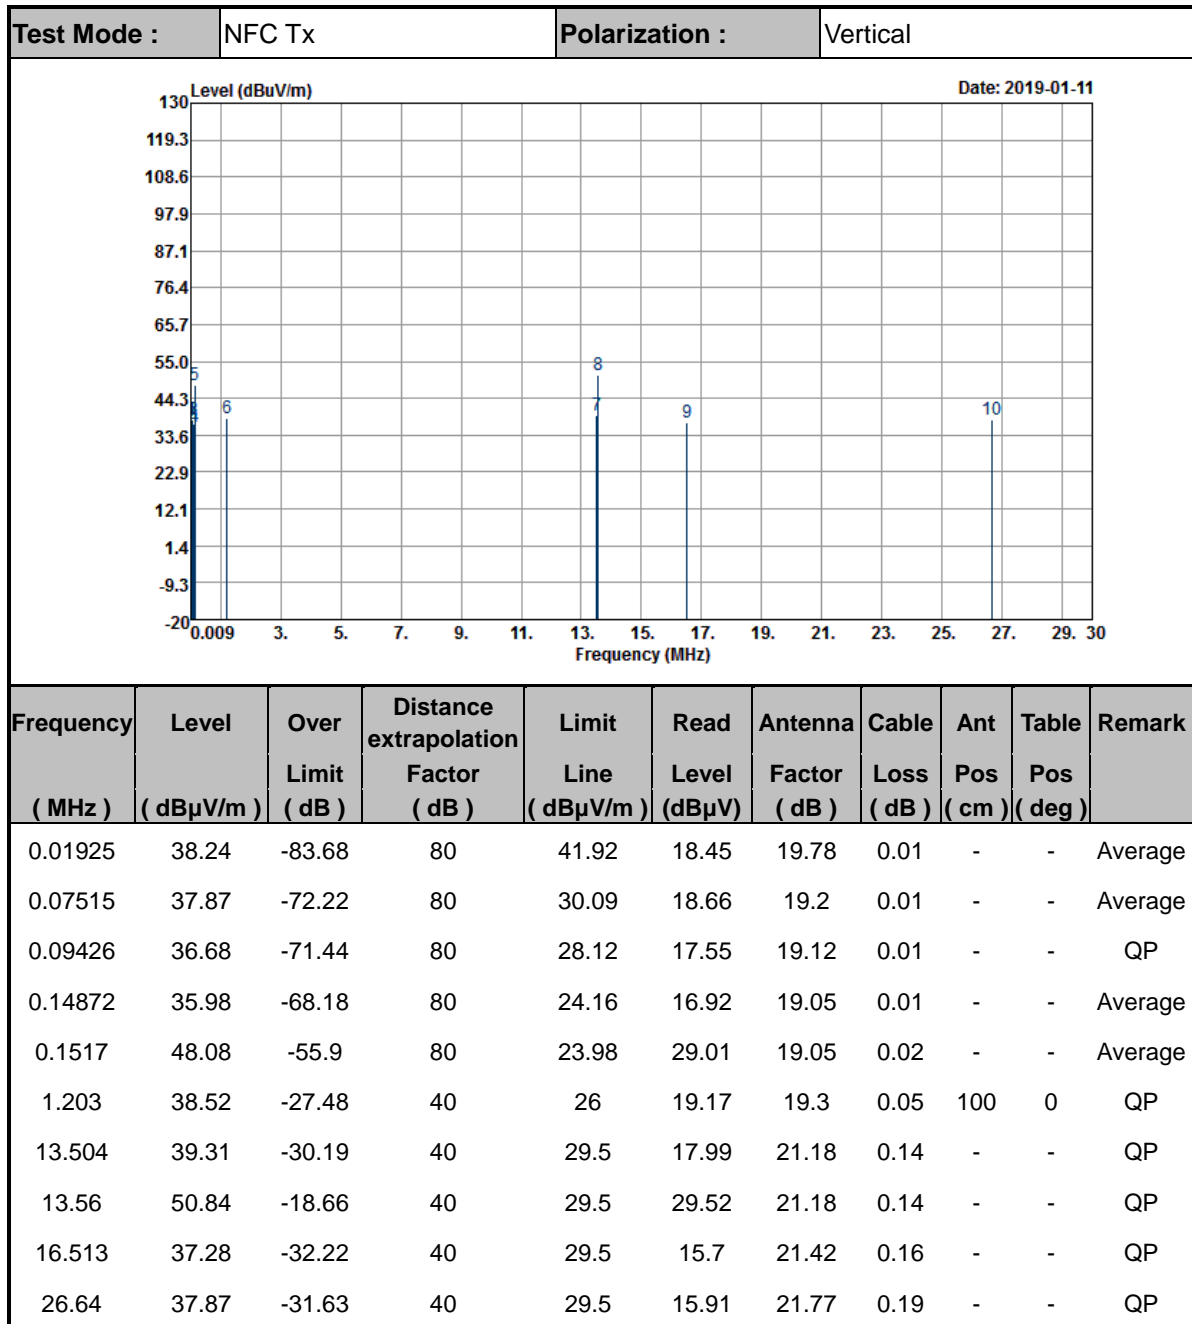 Test Mode : NFC Tx Polarization : Vertical
Level (dBuV/m) Date: 2019-01-11
130
119.3
108.6
97.9
87.1
76.4
65.7
55.0
44.3
33.6
22.9
12.1
1.4
-9.3
-20
5
4
6
7
8
9
10
0.009 3. 5. 7. 9. 11. 13. 15. 17. 19. 21. 23. 25. 27. 29. 30
Frequency (MHz)
Frequency Level Over Distance extrapolation Limit Read Antenna Cable Ant Table Remark
Limit Factor Line Level Factor Loss Pos Pos
( MHz ) ( dBµV/m ) ( dB ) ( dB ) ( dBµV/m ) (dBµV) ( dB ) ( dB ) ( cm ) ( deg )
0.01925 38.24 -83.68 80 41.92 18.45 19.78 0.01 - - Average
0.07515 37.87 -72.22 80 30.09 18.66 19.2 0.01 - - Average
0.09426 36.68 -71.44 80 28.12 17.55 19.12 0.01 - - QP
0.14872 35.98 -68.18 80 24.16 16.92 19.05 0.01 - - Average
0.1517 48.08 -55.9 80 23.98 29.01 19.05 0.02 - - Average
1.203 38.52 -27.48 40 26 19.17 19.3 0.05 100 0 QP
13.504 39.31 -30.19 40 29.5 17.99 21.18 0.14 - - QP
13.56 50.84 -18.66 40 29.5 29.52 21.18 0.14 - - QP
16.513 37.28 -32.22 40 29.5 15.7 21.42 0.16 - - QP
26.64 37.87 -31.63 40 29.5 15.91 21.77 0.19 - - QP